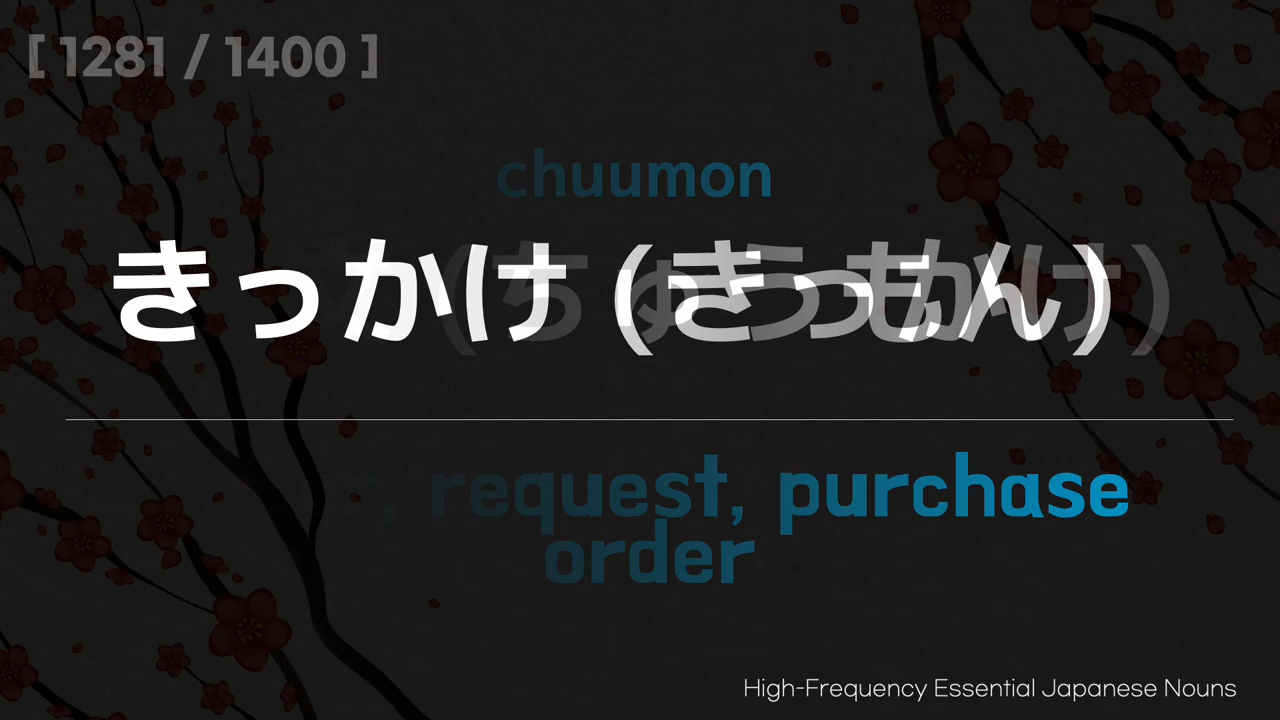 [ 1281 / 1400 ]
chuumon
きっかけ (きっかけ)
request, purchase
order
High-Frequency Essential Japanese Nouns